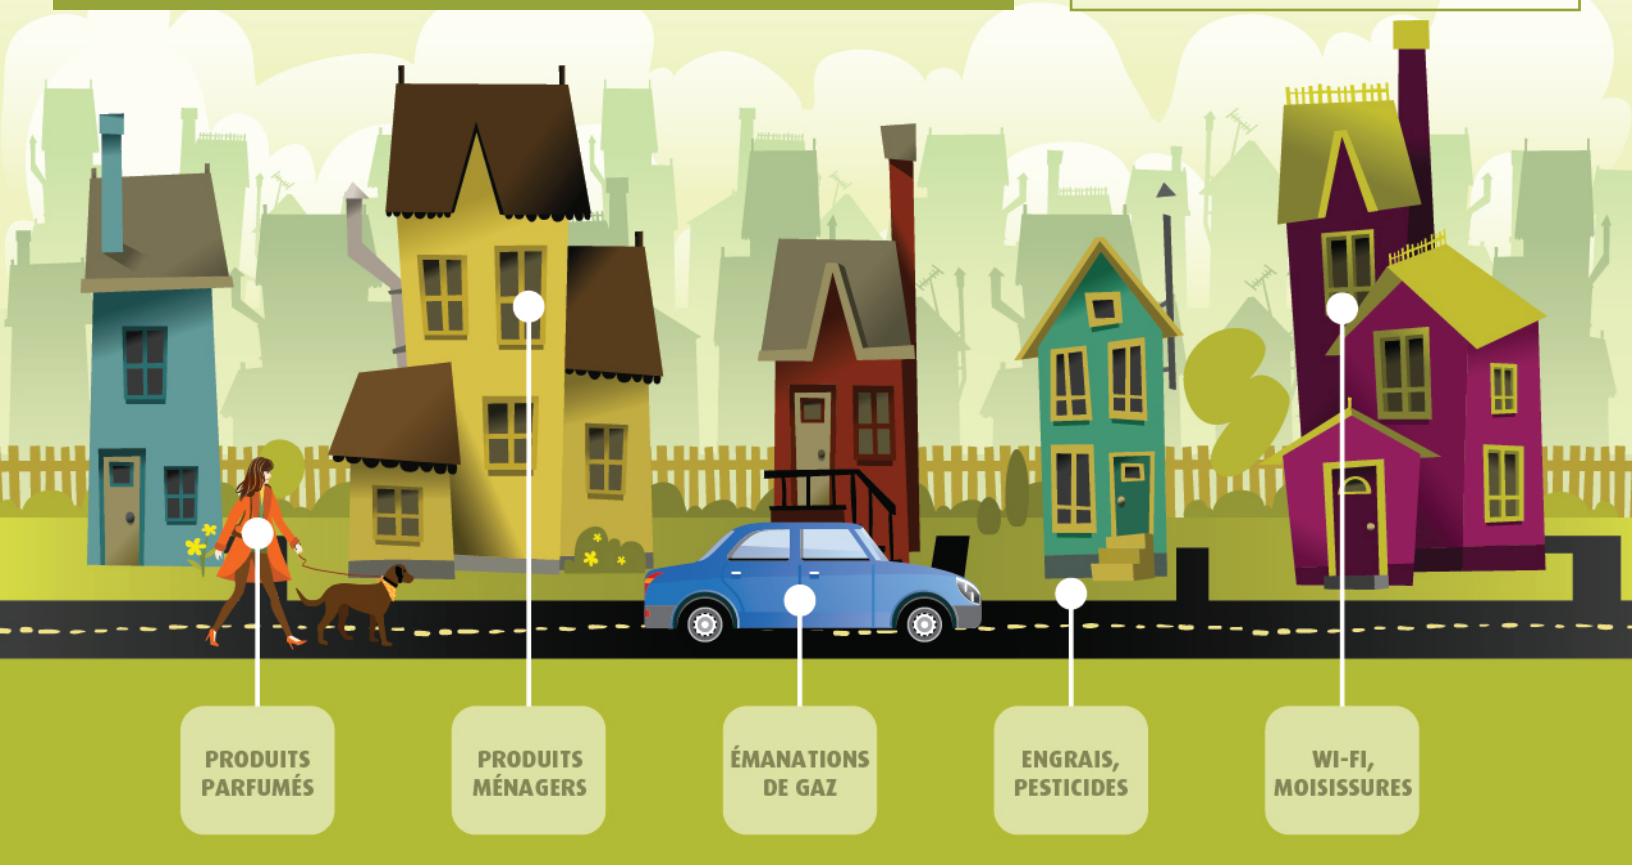 PRODUITS
PARFUMÉS
PRODUITS
MÉNAGERS
ÉMANATIONS
DE GAZ
ENGRAIS,
PESTICIDES
WI-FI,
MOISISSURES